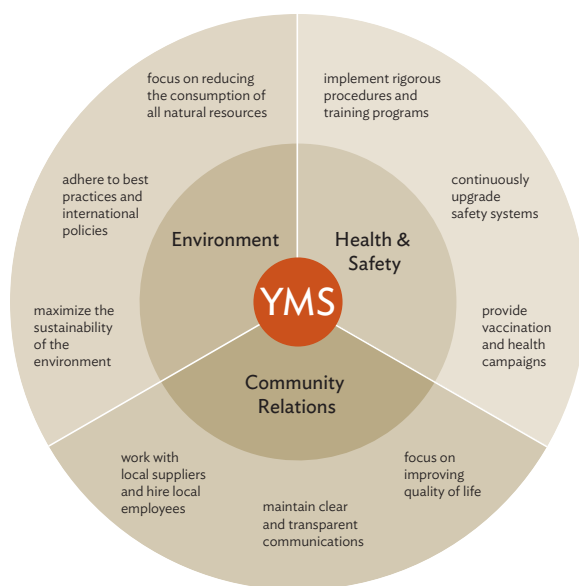 focus on reducing
the consumption of
all natural resources
implement rigorous
procedures and
training programs
adhere to best
practices and
international
policies
continuously
upgrade
safety systems
Environment
Health &
Safety
YMS
maximize the
sustainability
of the
environment
provide
vaccination
and health
campaigns
Community
Relations
work with
local suppliers
and hire local
employees
maintain clear
and transparent
communications
focus on
improving
quality of life